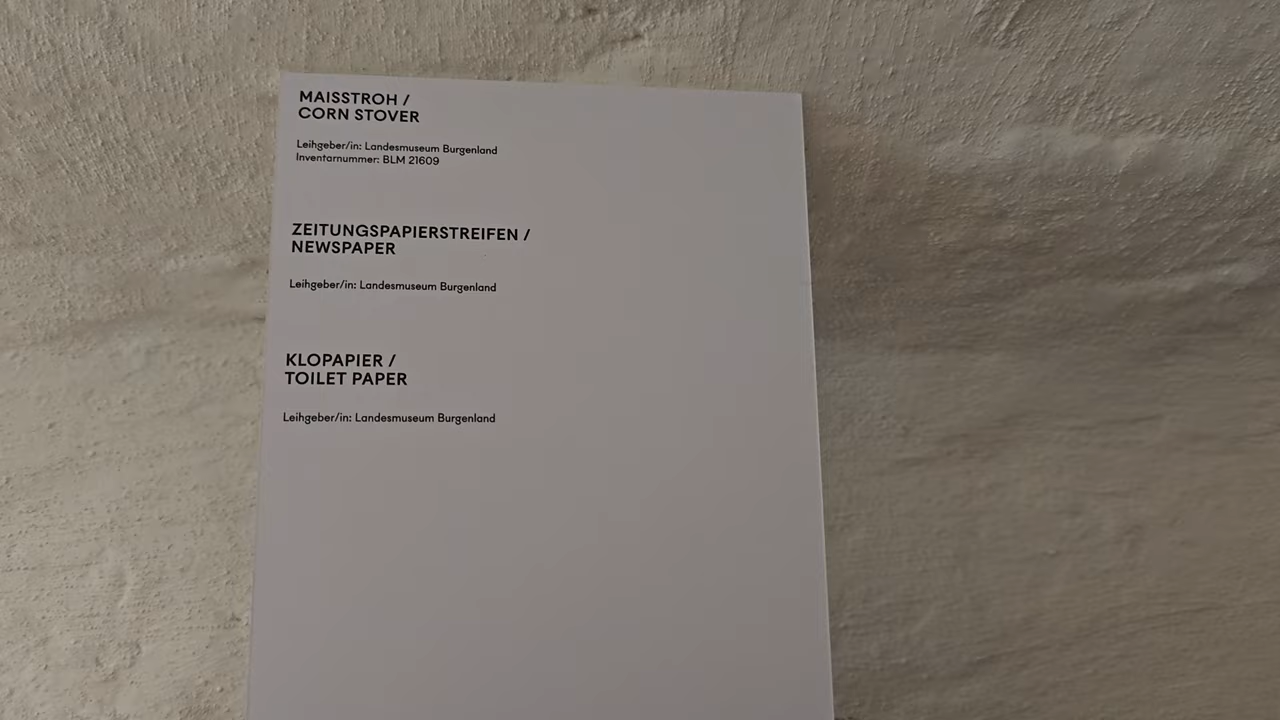 MAISSTROH /
CORN STOVER
Leihgeber/in: Landesmuseum Burgenland
Inventarnummer: BLM 21609
ZEITUNGSPAPIERSTREIFEN /
NEWSPAPER
Leihgeber/in: Landesmuseum Burgenland
KLOPAPIER /
TOILET PAPER
Leihgeber/in: Landesmuseum Burgenland